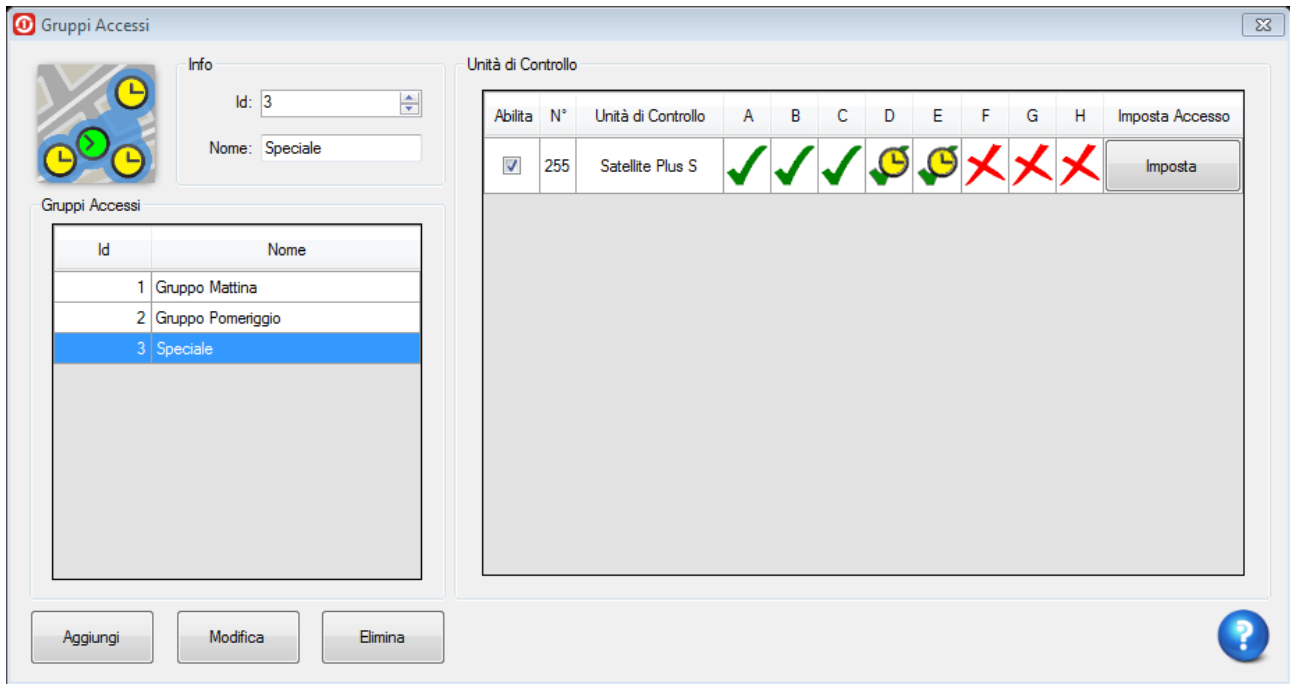 Gruppi Accessi
Info
Id: 3
Nome: Speciale
Gruppi Accessi
Id Nome
1 Gruppo Mattina
2 Gruppo Pomeriggio
3 Speciale
Aggiungi Modifica Elimina
Unità di Controllo
Abilita N° Unità di Controllo A B C D E F G H Imposta Accesso
255 Satellite Plus S Imposta
?